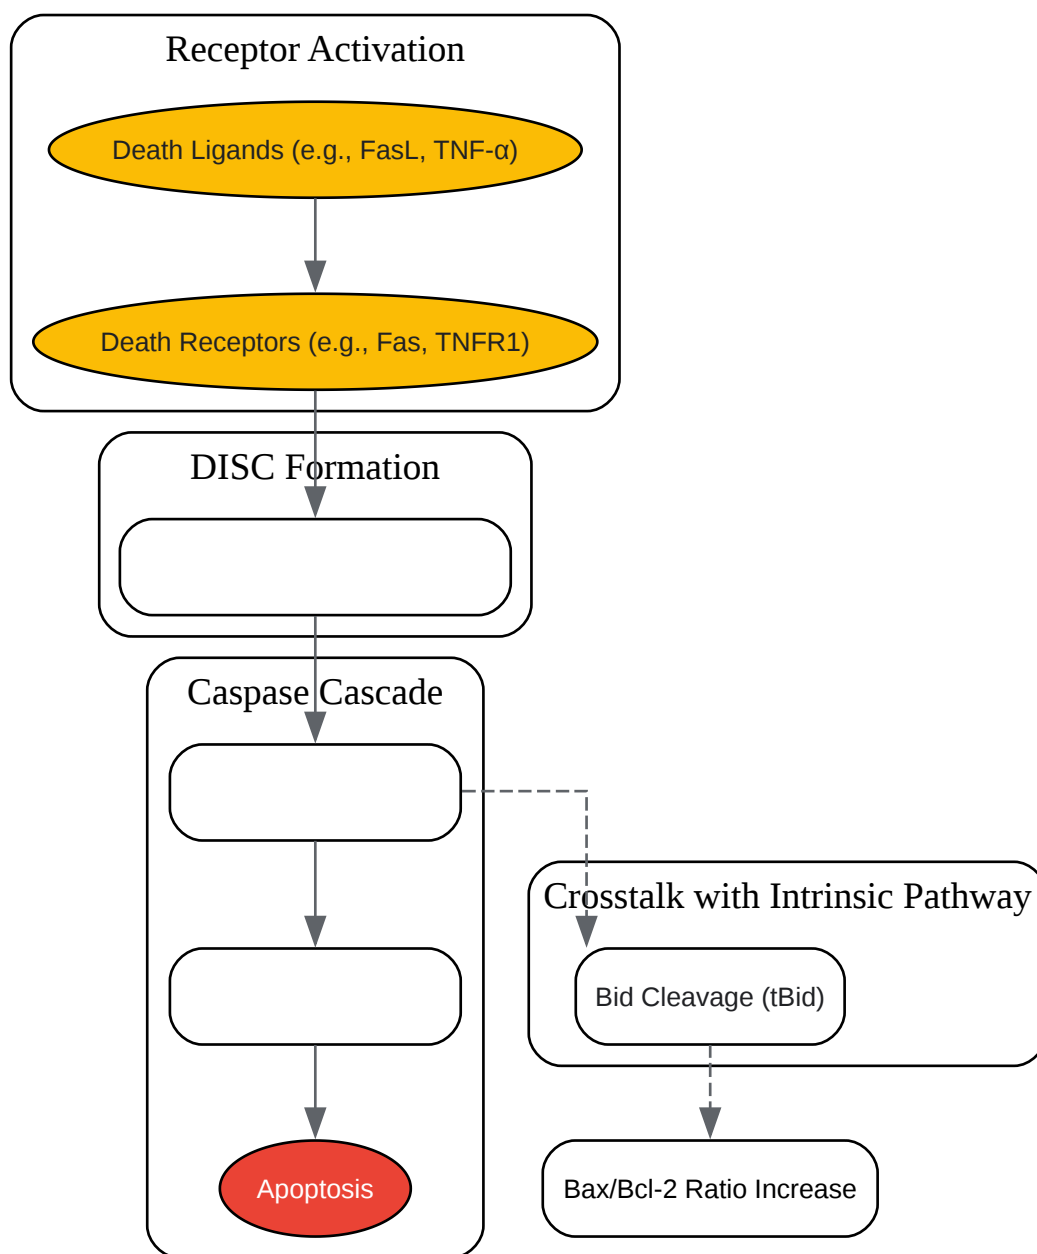 Receptor Activation
Death Ligands (e.g., FasL, TNF-α)
Death Receptors (e.g., Fas, TNFR1)
DISC Formation
Caspase Cascade
Crosstalk with Intrinsic Pathway
Bid Cleavage (tBid)
Apoptosis
Bax/Bcl-2 Ratio Increase